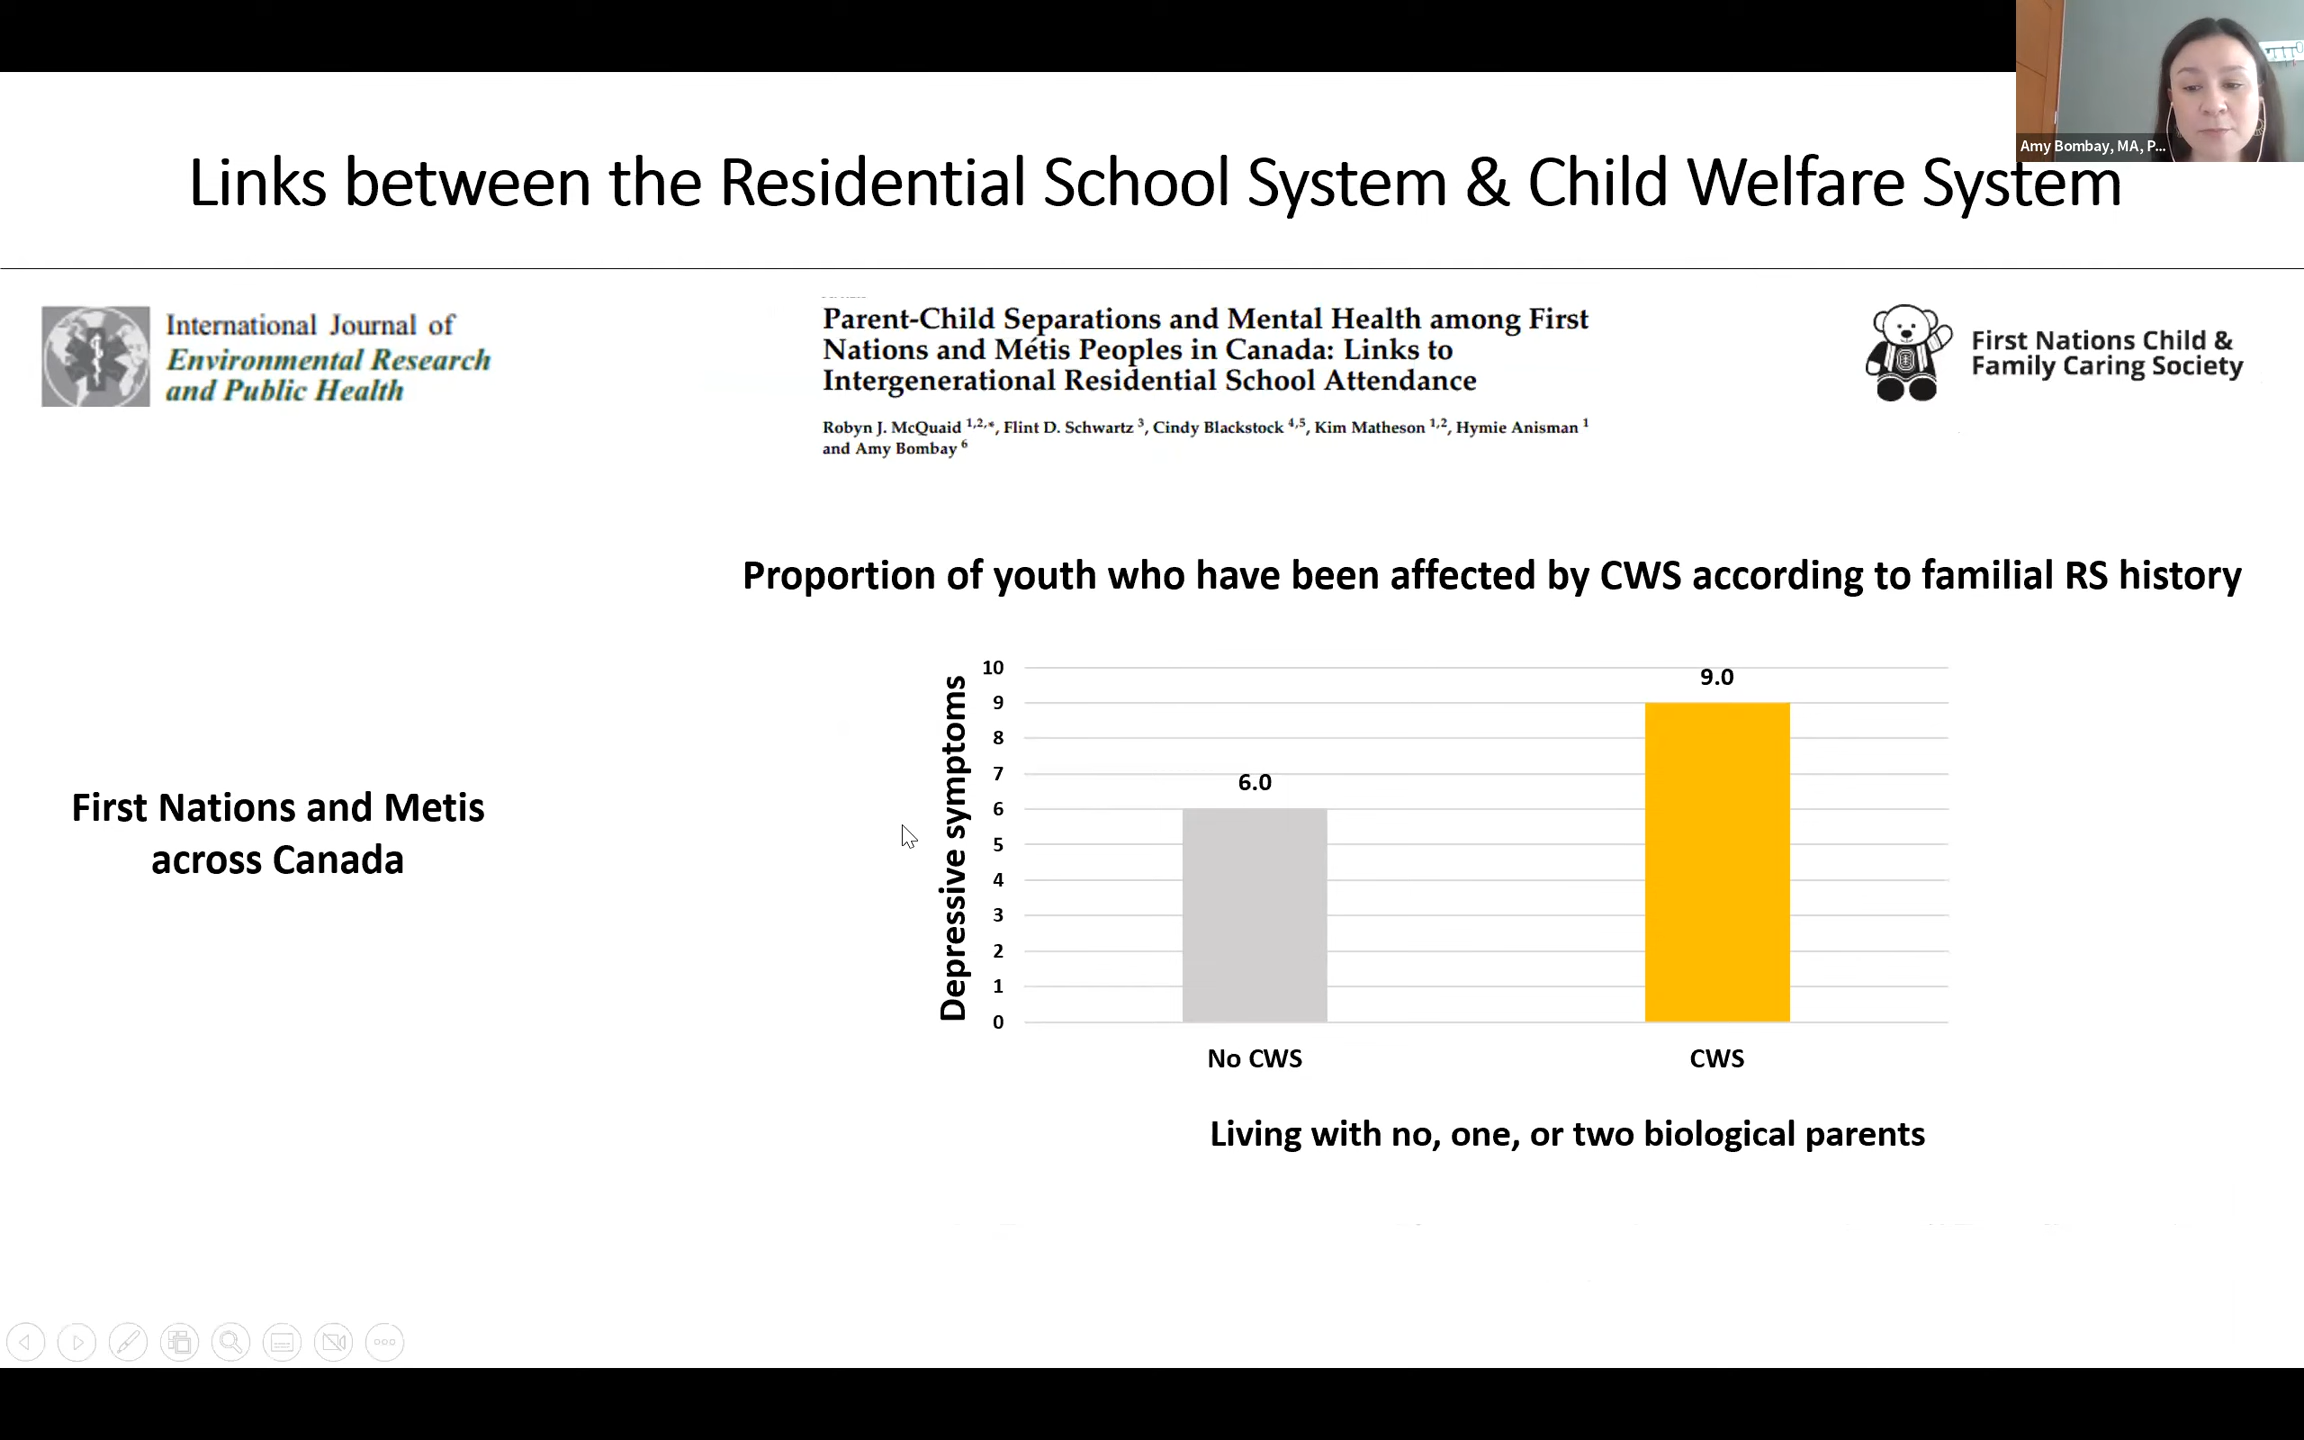 Amy Bombay, MA, P...
Links between the Residential School System & Child Welfare System
International Journal of
Environmental Research
and Public Health
Parent-Child Separations and Mental Health among First
Nations and Métis Peoples in Canada: Links to
Intergenerational Residential School Attendance
Robyn J. McQuaid 1,2,*, Flint D. Schwartz 3, Cindy Blackstock 4,5, Kim Matheson 1,2, Hymie Anisman 1
and Amy Bombay 6
First Nations Child &
Family Caring Society
Proportion of youth who have been affected by CWS according to familial RS history
First Nations and Metis
across Canada
Depressive symptoms
10
9
8
7
6
5
4
3
2
1
0
6.0
9.0
No CWS
CWS
Living with no, one, or two biological parents